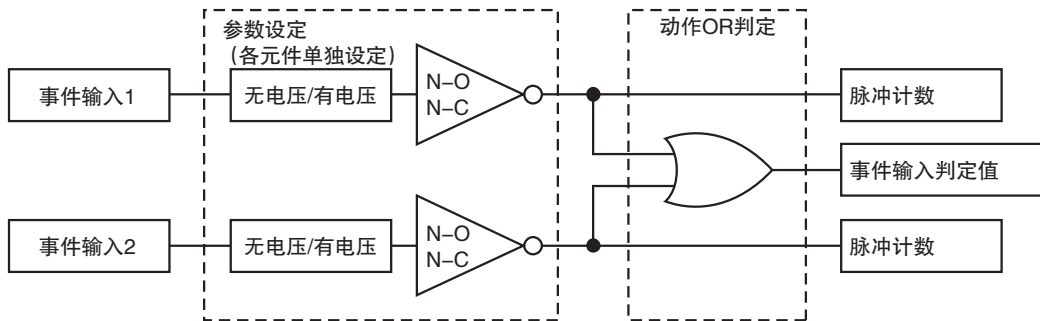 参数设定
（各元件单独设定）
动作OR判定
事件输入1
无电压/有电压
N−O
N−C
脉冲计数
事件输入判定值
事件输入2
无电压/有电压
N−O
N−C
脉冲计数